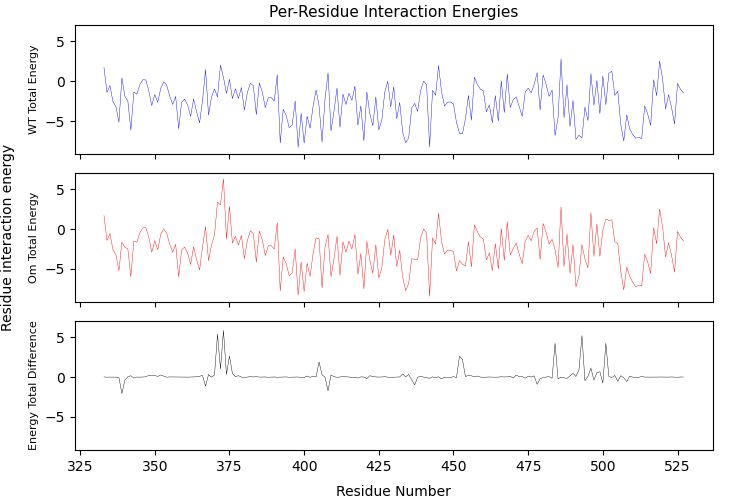 Per-Residue Interaction Energies
Residue interaction energy
WT Total Energy
5
0
−5
Om Total Energy
5
0
−5
Energy Total Difference
5
0
−5
325 350 375 400 425 450 475 500 525
Residue Number